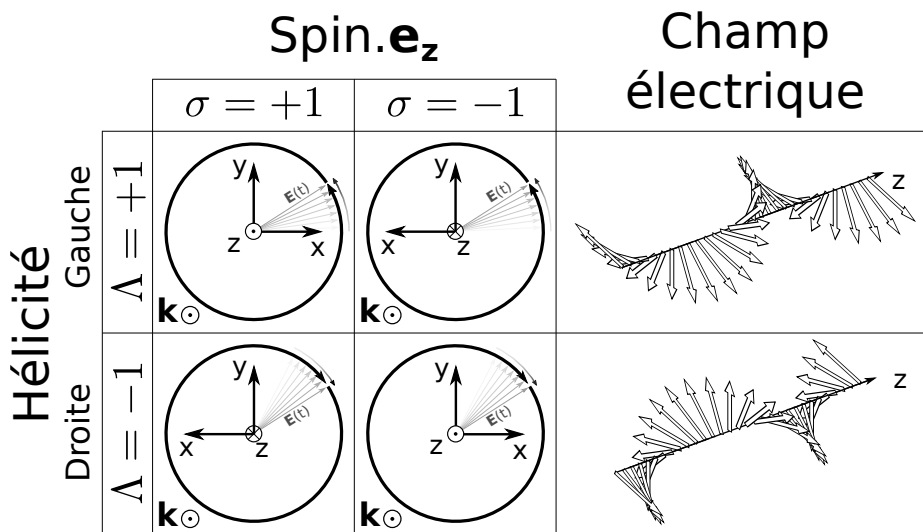 Spin.e_z
Champ
électrique
σ = +1
σ = −1
Hélicité
Gauche
Λ = +1
y
E(t)
z
x
k
y
E(t)
x
z
k
z
Droite
Λ = −1
y
E(t)
x
z
k
y
E(t)
z
x
k
z